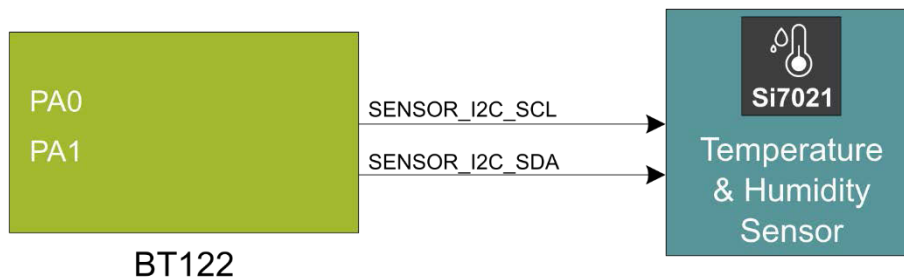 PA0
PA1
BT122
SENSOR_I2C_SCL
SENSOR_I2C_SDA
Si7021
Temperature
& Humidity
Sensor